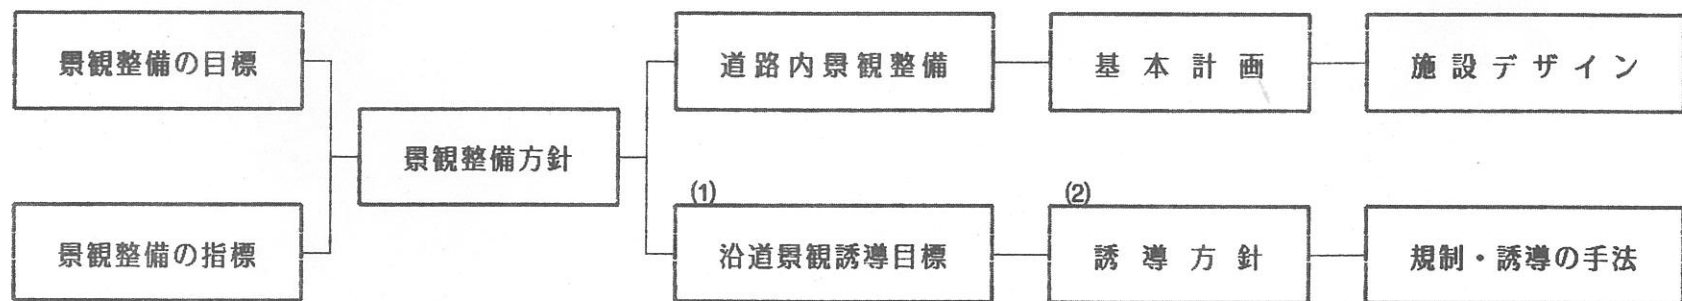 景観整備の目標
道路内景観整備
基本計画
施設デザイン
景観整備方針
(1)
(2)
景観整備の指標
沿道景観誘導目標
誘導方針
規制・誘導の手法